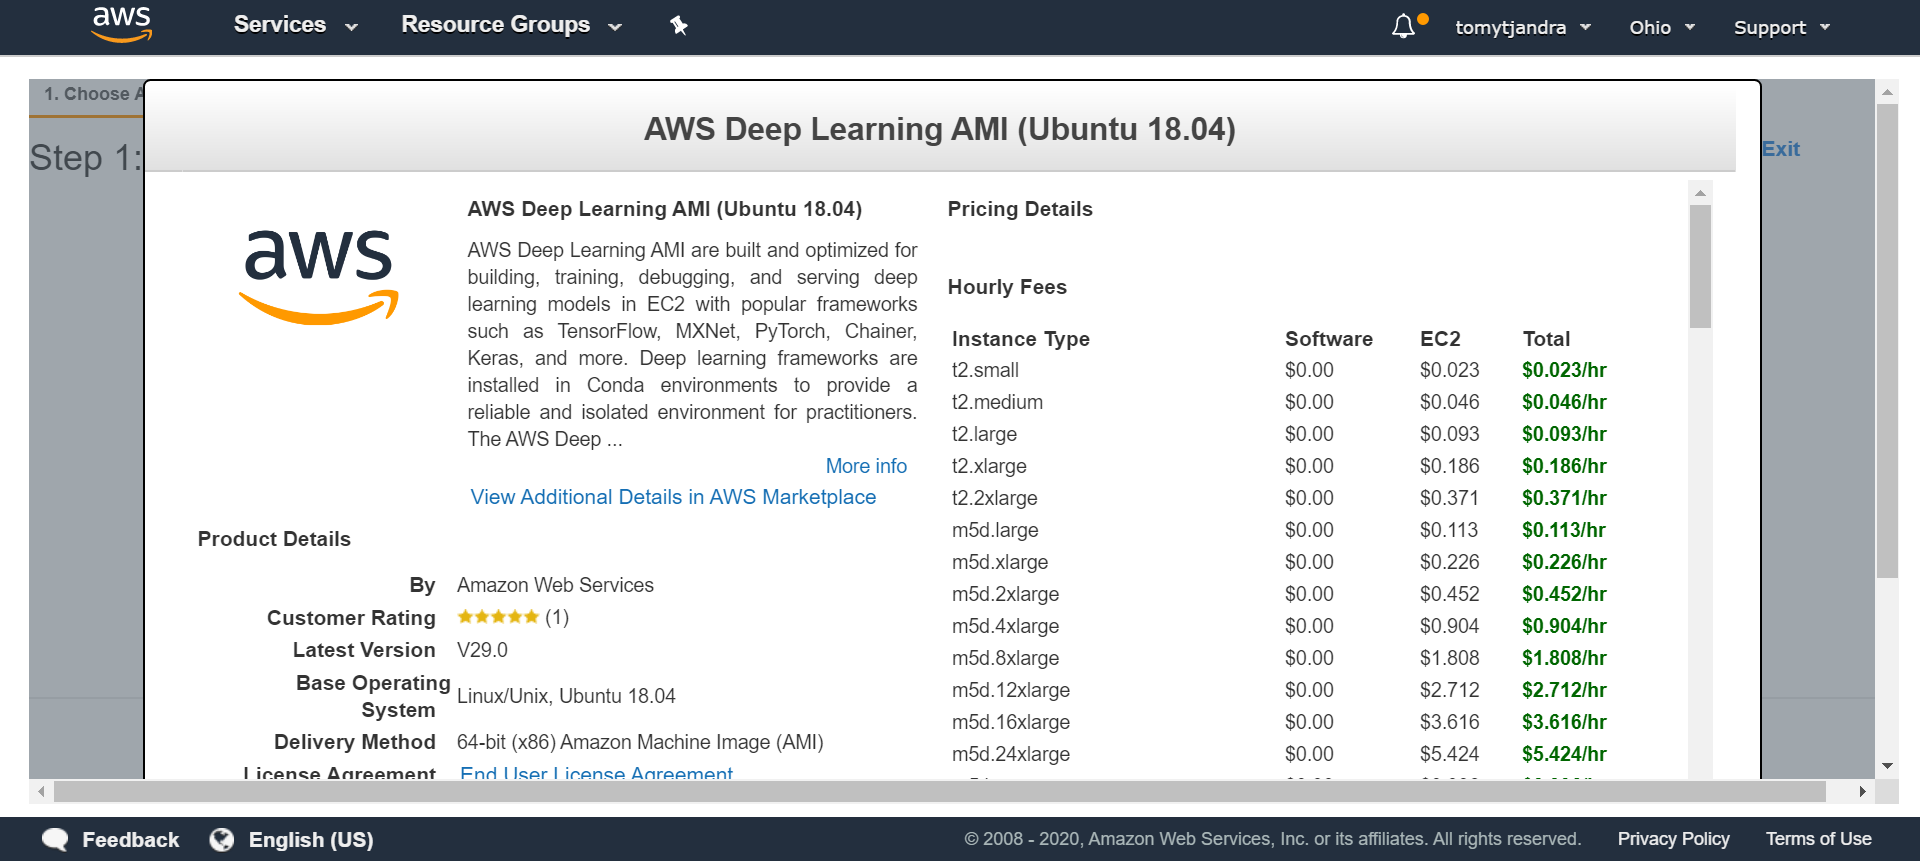 aws Services Resource Groups tomytjandra Ohio Support
1. Choose A
Step 1:
Exit
AWS Deep Learning AMI (Ubuntu 18.04)
aws
AWS Deep Learning AMI (Ubuntu 18.04)
AWS Deep Learning AMI are built and optimized for
building, training, debugging, and serving deep
learning models in EC2 with popular frameworks
such as TensorFlow, MXNet, PyTorch, Chainer,
Keras, and more. Deep learning frameworks are
installed in Conda environments to provide a
reliable and isolated environment for practitioners.
The AWS Deep ...
More info
View Additional Details in AWS Marketplace
Product Details
By Amazon Web Services
Customer Rating (1)
Latest Version V29.0
Base Operating
System Linux/Unix, Ubuntu 18.04
Delivery Method 64-bit (x86) Amazon Machine Image (AMI)
License Agreement End User License Agreement
Pricing Details
Hourly Fees
Instance Type Software EC2 Total
t2.small $0.00 $0.023 $0.023/hr
t2.medium $0.00 $0.046 $0.046/hr
t2.large $0.00 $0.093 $0.093/hr
t2.xlarge $0.00 $0.186 $0.186/hr
t2.2xlarge $0.00 $0.371 $0.371/hr
m5d.large $0.00 $0.113 $0.113/hr
m5d.xlarge $0.00 $0.226 $0.226/hr
m5d.2xlarge $0.00 $0.452 $0.452/hr
m5d.4xlarge $0.00 $0.904 $0.904/hr
m5d.8xlarge $0.00 $1.808 $1.808/hr
m5d.12xlarge $0.00 $2.712 $2.712/hr
m5d.16xlarge $0.00 $3.616 $3.616/hr
m5d.24xlarge $0.00 $5.424 $5.424/hr
Feedback English (US) © 2008 - 2020, Amazon Web Services, Inc. or its affiliates. All rights reserved. Privacy Policy Terms of Use